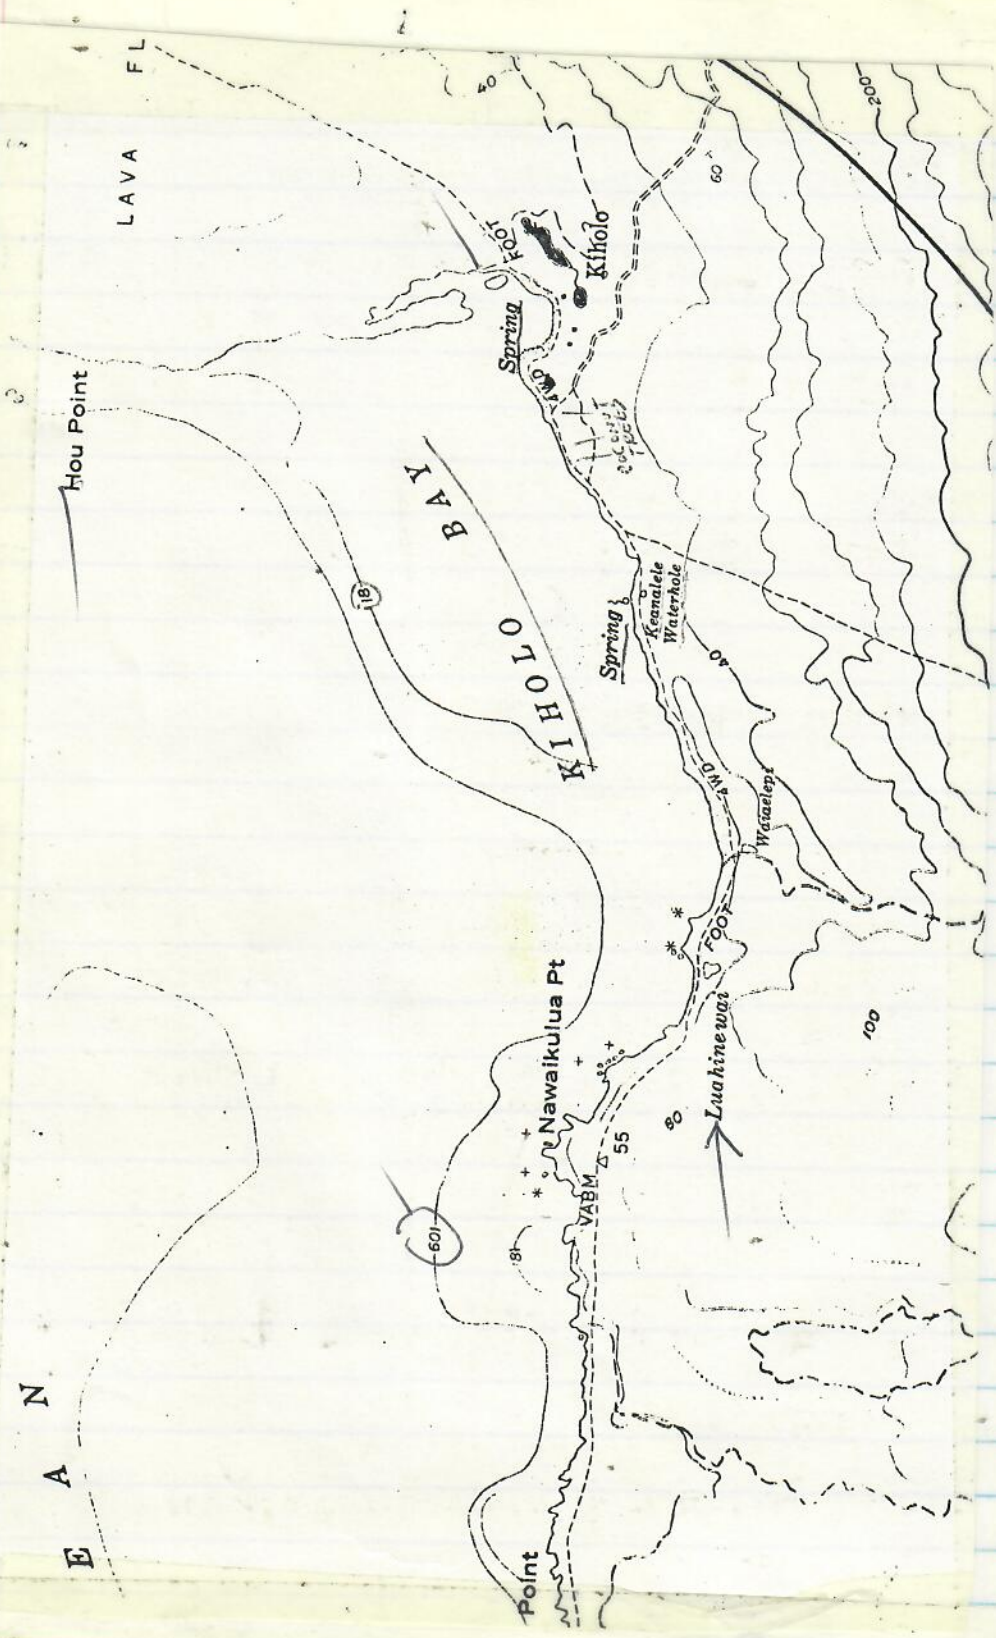 LAVA FL
Hou Point
40
200
60
FOOT
Kiholo
Spring
4WD
KIHOLO BAY
18
Spring
Keanalele
Waterhole
40
4WD
Waiaelepi
FOOT
Luahinewai
100
80
Nawaikulua Pt
55
VABM
601
18
E A N
Point